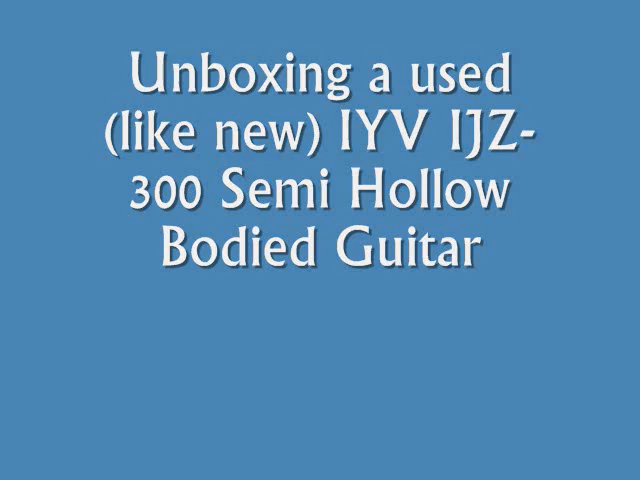 Unboxing a used
(like new) IYV IJZ-
300 Semi Hollow
Bodied Guitar